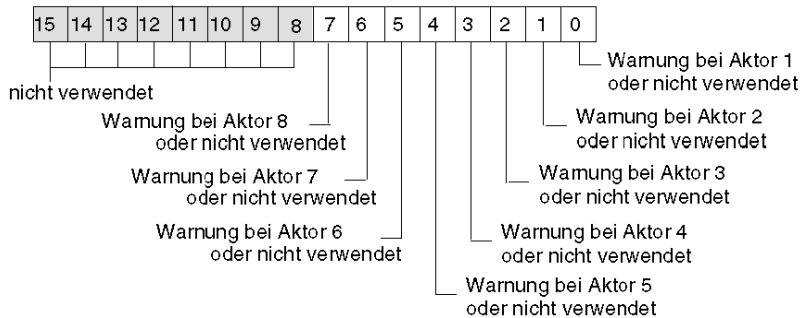 15 14 13 12 11 10 9 8 7 6 5 4 3 2 1 0
Warnung bei Aktor 1
oder nicht verwendet
nicht verwendet
Warnung bei Aktor 8
oder nicht verwendet
Warnung bei Aktor 2
oder nicht verwendet
Warnung bei Aktor 7
oder nicht verwendet
Warnung bei Aktor 3
oder nicht verwendet
Warnung bei Aktor 6
oder nicht verwendet
Warnung bei Aktor 4
oder nicht verwendet
Warnung bei Aktor 5
oder nicht verwendet